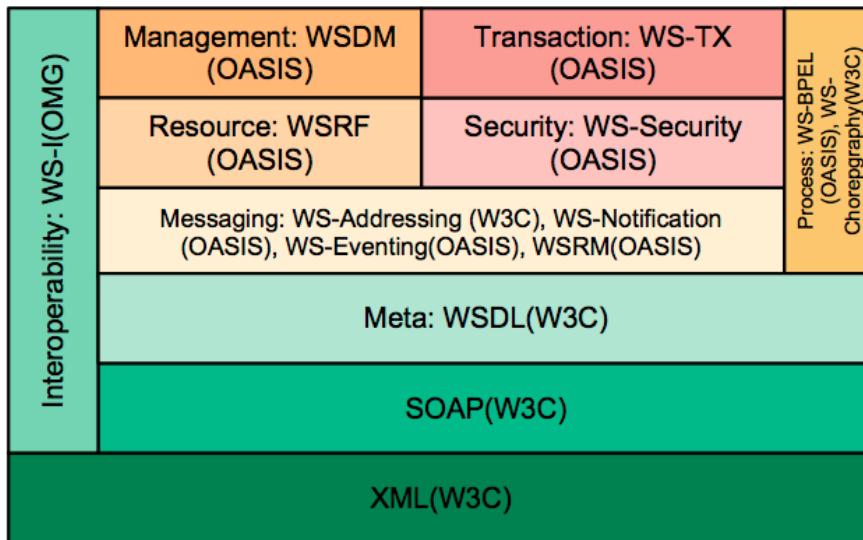 Interoperability: WS-I(OMG)
Management: WSDM
(OASIS)
Transaction: WS-TX
(OASIS)
Process: WS-BPEL
(OASIS), WS-
Chorepgraphy(W3C)
Resource: WSRF
(OASIS)
Security: WS-Security
(OASIS)
Messaging: WS-Addressing (W3C), WS-Notification
(OASIS), WS-Eventing(OASIS), WSRM(OASIS)
Meta: WSDL(W3C)
SOAP(W3C)
XML(W3C)